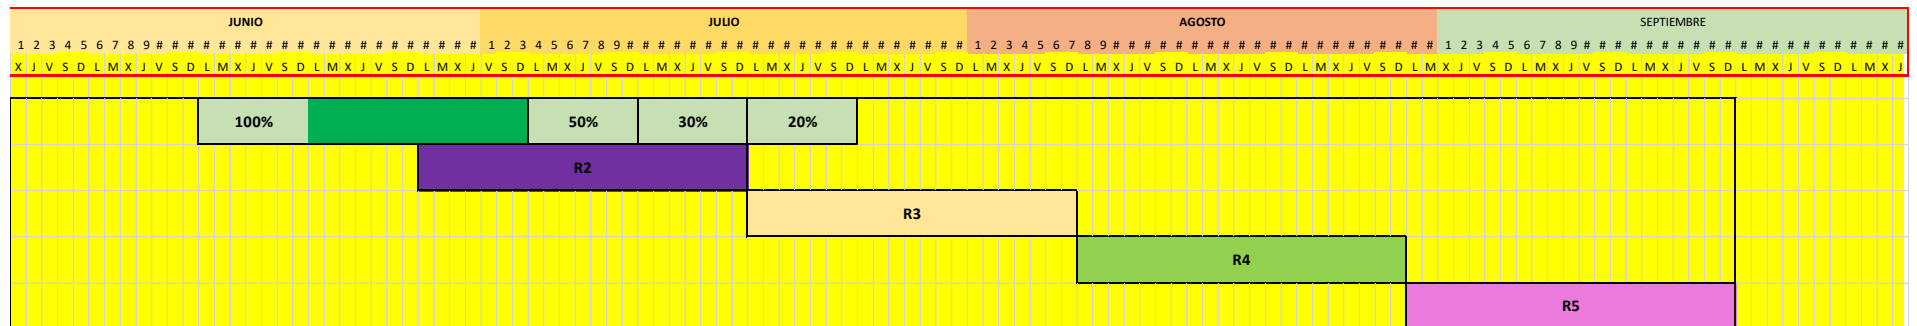 JUNIO JULIO AGOSTO SEPTIEMBRE
1 2 3 4 5 6 7 8 9 # # # # # # # # # # # # # # # # # # # # # 1 2 3 4 5 6 7 8 9 # # # # # # # # # # # # # # # # # # # # # # 1 2 3 4 5 6 7 8 9 # # # # # # # # # # # # # # # # # # # # # 1 2 3 4 5 6 7 8 9 # # # # # # # # # # # # # # # # # # # # #
X J V S D L M X J V S D L M X J V S D L M X J V S D L M X J V S D L M X J V S D L M X J V S D L M X J V S D L M X J V S D L M X J V S D L M X J V S D L M X J V S D L M X J V S D L M X J V S D L M X J V S D L M X J V S D L M X J V S D L M X J
100% 50% 30% 20%
R2
R3
R4
R5